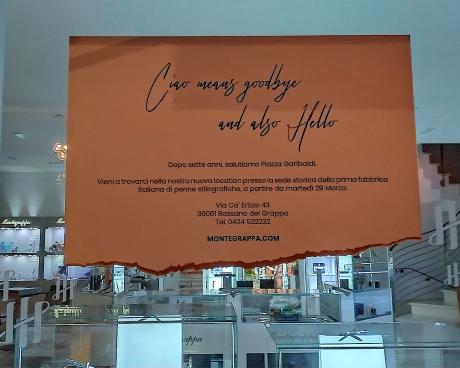 Ciao means goodbye
and also Hello
Dopo sette anni, salutiamo Piazza Garibaldi.
Vieni a trovarci nella nostra nuova location presso la sede storica della prima fabbrica
italiana di penne stilografiche, a partire da martedì 29 Marzo.
Via Ca' Erizzo 43
36061 Bassano del Grappa
Tel. 0424 522232
MONTEGRAPPA.COM
Montegrappa
Montegrappa